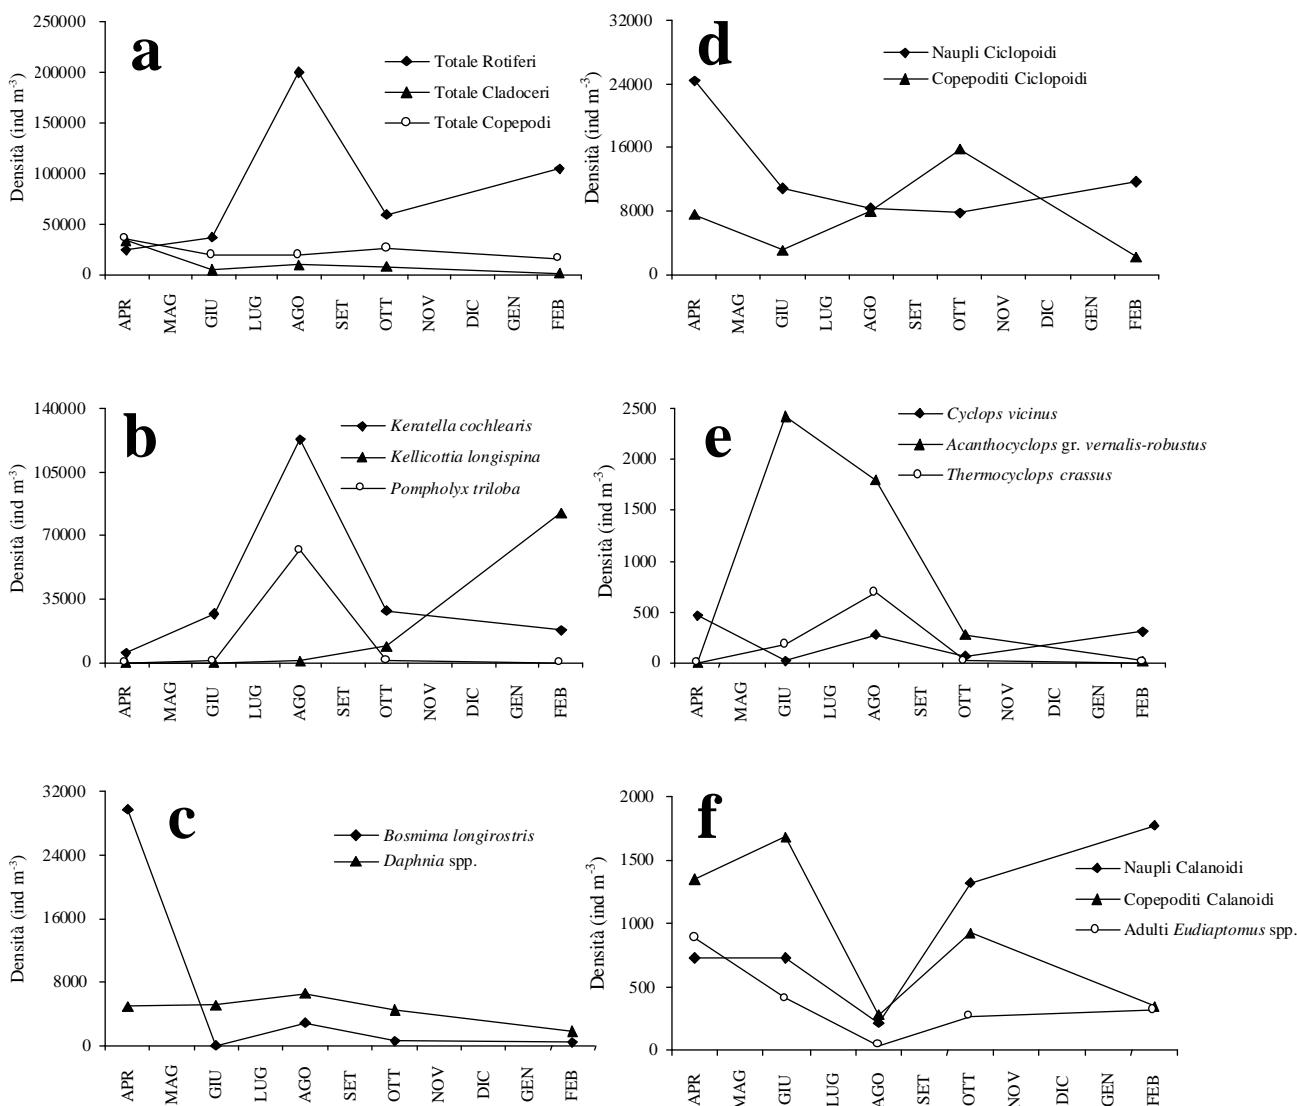 a
Densità (ind m-3)
250000
200000
150000
100000
50000
0
Totale Rotiferi
Totale Cladoceri
Totale Copepodi
APR
MAG
GIU
LUG
AGO
SET
OTT
NOV
DIC
GEN
FEB
d
Densità (ind m-3)
32000
24000
16000
8000
0
Naupli Ciclopoidi
Copepoditi Ciclopoidi
APR
MAG
GIU
LUG
AGO
SET
OTT
NOV
DIC
GEN
FEB
b
Densità (ind m-3)
140000
105000
70000
35000
0
Keratella cochlearis
Kellicottia longispina
Pompholyx triloba
APR
MAG
GIU
LUG
AGO
SET
OTT
NOV
DIC
GEN
FEB
e
Densità (ind m-3)
2500
2000
1500
1000
500
0
Cyclops vicinus
Acanthocyclops gr. vernalis-robustus
Thermocyclops crassus
APR
MAG
GIU
LUG
AGO
SET
OTT
NOV
DIC
GEN
FEB
c
Densità (ind m-3)
32000
24000
16000
8000
0
Bosmima longirostris
Daphnia spp.
APR
MAG
GIU
LUG
AGO
SET
OTT
NOV
DIC
GEN
FEB
f
Densità (ind m-3)
2000
1500
1000
500
0
Naupli Calanoidi
Copepoditi Calanoidi
Adulti Eudiaptomus spp.
APR
MAG
GIU
LUG
AGO
SET
OTT
NOV
DIC
GEN
FEB